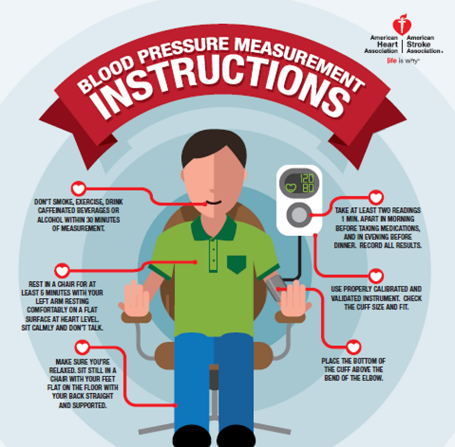 American
Heart
Association
American
Stroke
Association®
life is why™
BLOOD PRESSURE MEASUREMENT
INSTRUCTIONS
DON'T SMOKE, EXERCISE, DRINK
CAFFEINATED BEVERAGES OR
ALCOHOL WITHIN 30 MINUTES
OF MEASUREMENT.
REST IN A CHAIR FOR AT
LEAST 5 MINUTES WITH YOUR
LEFT ARM RESTING
COMFORTABLY ON A FLAT
SURFACE AT HEART LEVEL.
SIT CALMLY AND DON'T TALK.
MAKE SURE YOU'RE
RELAXED. SIT STILL IN A
CHAIR WITH YOUR FEET
FLAT ON THE FLOOR WITH
YOUR BACK STRAIGHT
AND SUPPORTED.
120
80
TAKE AT LEAST TWO READINGS
1 MIN. APART IN MORNING
BEFORE TAKING MEDICATIONS,
AND IN EVENING BEFORE
DINNER. RECORD ALL RESULTS.
USE PROPERLY CALIBRATED AND
VALIDATED INSTRUMENT. CHECK
THE CUFF SIZE AND FIT.
PLACE THE BOTTOM OF
THE CUFF ABOVE THE
BEND OF THE ELBOW.